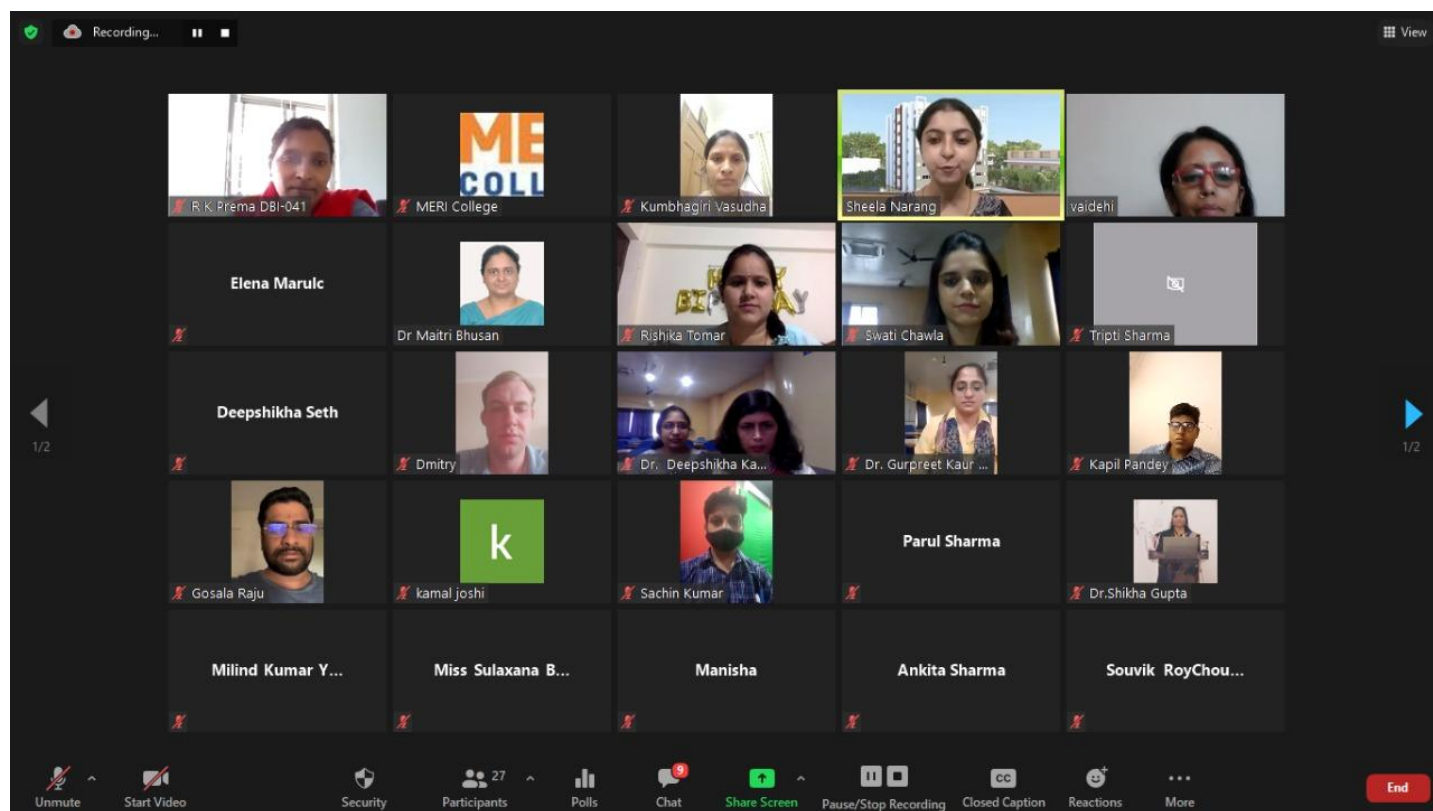 Recording...
View
R K Prema DBI-041
ME
COLL
MERI College
Kumbhagiri Vasudha
Sheela Narang
vaidehi
Elena Marulc
Dr Maitri Bhusan
Rishika Tomar
Swati Chawla
Tripti Sharma
Deepshikha Seth
Dmitry
Dr. Deepshikha Ka...
Dr. Gurpreet Kaur ...
Kapil Pandey
1/2
1/2
Gosala Raju
k
kamal joshi
Sachin Kumar
Parul Sharma
Dr.Shikha Gupta
Milind Kumar Y...
Miss Sulaxana B...
Manisha
Ankita Sharma
Souvik RoyChou...
Unmute
Start Video
Security
27
Participants
Polls
9
Chat
Share Screen
Pause/Stop Recording
CC
Closed Caption
Reactions
More
End